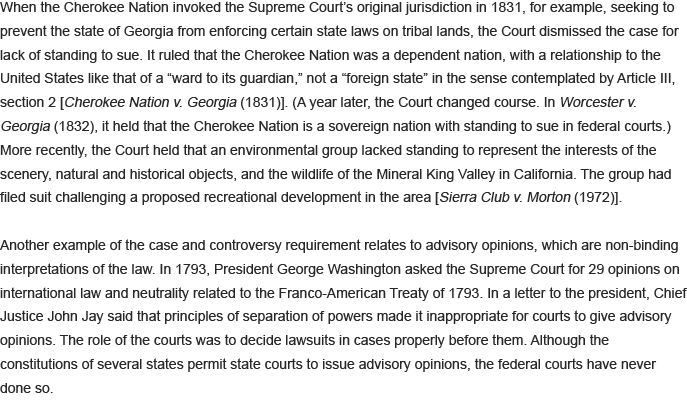 When the Cherokee Nation invoked the Supreme Court’s original jurisdiction in 1831, for example, seeking to
prevent the state of Georgia from enforcing certain state laws on tribal lands, the Court dismissed the case for
lack of standing to sue. It ruled that the Cherokee Nation was a dependent nation, with a relationship to the
United States like that of a “ward to its guardian,” not a “foreign state” in the sense contemplated by Article III,
section 2 [Cherokee Nation v. Georgia (1831)]. (A year later, the Court changed course. In Worcester v.
Georgia (1832), it held that the Cherokee Nation is a sovereign nation with standing to sue in federal courts.)
More recently, the Court held that an environmental group lacked standing to represent the interests of the
scenery, natural and historical objects, and the wildlife of the Mineral King Valley in California. The group had
filed suit challenging a proposed recreational development in the area [Sierra Club v. Morton (1972)].
Another example of the case and controversy requirement relates to advisory opinions, which are non-binding
interpretations of the law. In 1793, President George Washington asked the Supreme Court for 29 opinions on
international law and neutrality related to the Franco-American Treaty of 1793. In a letter to the president, Chief
Justice John Jay said that principles of separation of powers made it inappropriate for courts to give advisory
opinions. The role of the courts was to decide lawsuits in cases properly before them. Although the
constitutions of several states permit state courts to issue advisory opinions, the federal courts have never
done so.